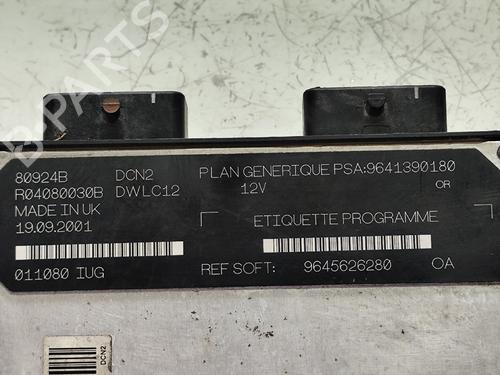 80924B DCN2 PLAN GENERIQUE PSA:9641390180
R04080030B DWLC12 12V OR
MADE IN UK
19.09.2001 ETIQUETTE PROGRAMME
011080 IUG REF SOFT: 9645626280 OA
DCN2
B-PARTS